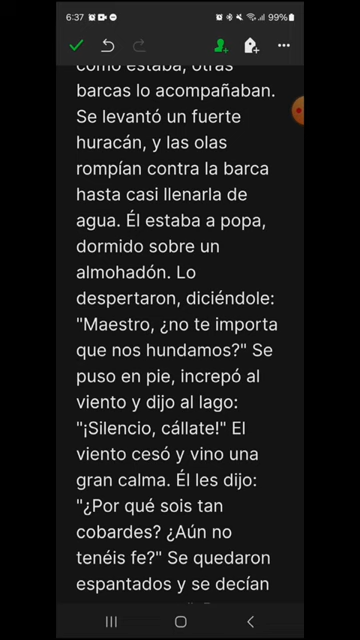 6:37
99%
como estaba, otras
barcas lo acompañaban.
Se levantó un fuerte
huracán, y las olas
rompían contra la barca
hasta casi llenarla de
agua. Él estaba a popa,
dormido sobre un
almohadón. Lo
despertaron, diciéndole:
"Maestro, ¿no te importa
que nos hundamos?" Se
puso en pie, increpó al
viento y dijo al lago:
"¡Silencio, cállate!" El
viento cesó y vino una
gran calma. Él les dijo:
"¿Por qué sois tan
cobardes? ¿Aún no
tenéis fe?" Se quedaron
espantados y se decían